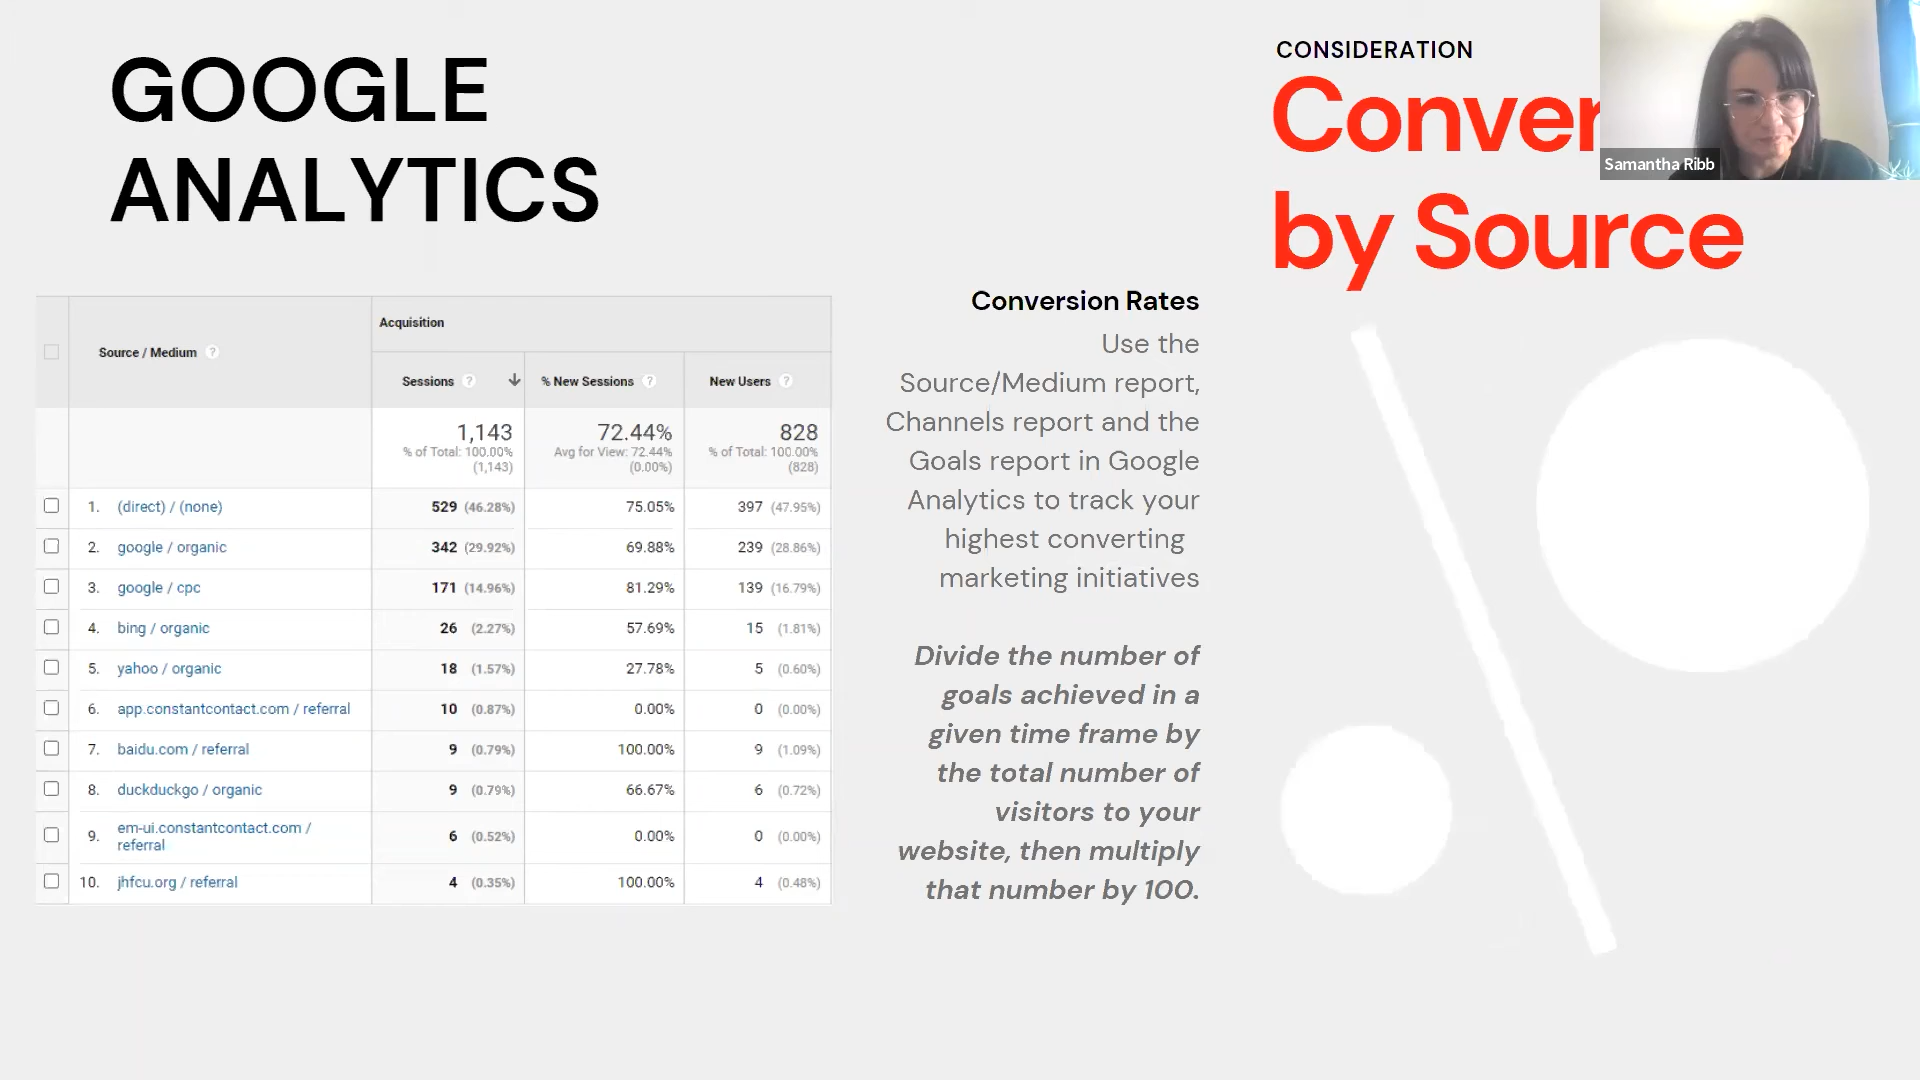 GOOGLE
ANALYTICS
CONSIDERATION
Conver
by Source
Samantha Ribb
Source / Medium ?
Acquisition
Sessions ?
% New Sessions ?
New Users ?
1,143
% of Total: 100.00%
(1,143)
72.44%
Avg for View: 72.44%
(0.00%)
828
% of Total: 100.00%
(828)
1. (direct) / (none) 529 (46.28%) 75.05% 397 (47.95%)
2. google / organic 342 (29.92%) 69.88% 239 (28.86%)
3. google / cpc 171 (14.96%) 81.29% 139 (16.79%)
4. bing / organic 26 (2.27%) 57.69% 15 (1.81%)
5. yahoo / organic 18 (1.57%) 27.78% 5 (0.60%)
6. app.constantcontact.com / referral 10 (0.87%) 0.00% 0 (0.00%)
7. baidu.com / referral 9 (0.79%) 100.00% 9 (1.09%)
8. duckduckgo / organic 9 (0.79%) 66.67% 6 (0.72%)
9. em-ui.constantcontact.com /
referral 6 (0.52%) 0.00% 0 (0.00%)
10. jhfcu.org / referral 4 (0.35%) 100.00% 4 (0.48%)
Conversion Rates
Use the
Source/Medium report,
Channels report and the
Goals report in Google
Analytics to track your
highest converting
marketing initiatives
Divide the number of
goals achieved in a
given time frame by
the total number of
visitors to your
website, then multiply
that number by 100.